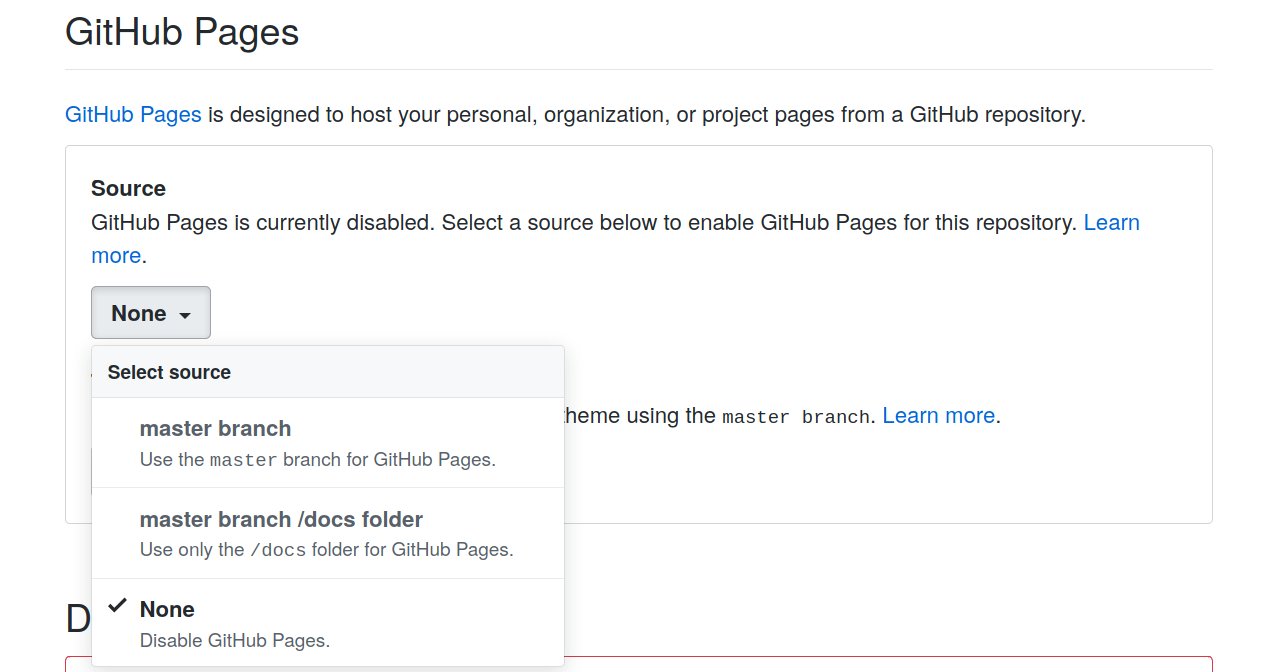 GitHub Pages
GitHub Pages is designed to host your personal, organization, or project pages from a GitHub repository.
Source
GitHub Pages is currently disabled. Select a source below to enable GitHub Pages for this repository. Learn
more.
None
Select source
theme using the master branch. Learn more.
master branch
Use the master branch for GitHub Pages.
master branch /docs folder
Use only the /docs folder for GitHub Pages.
None
Disable GitHub Pages.
D